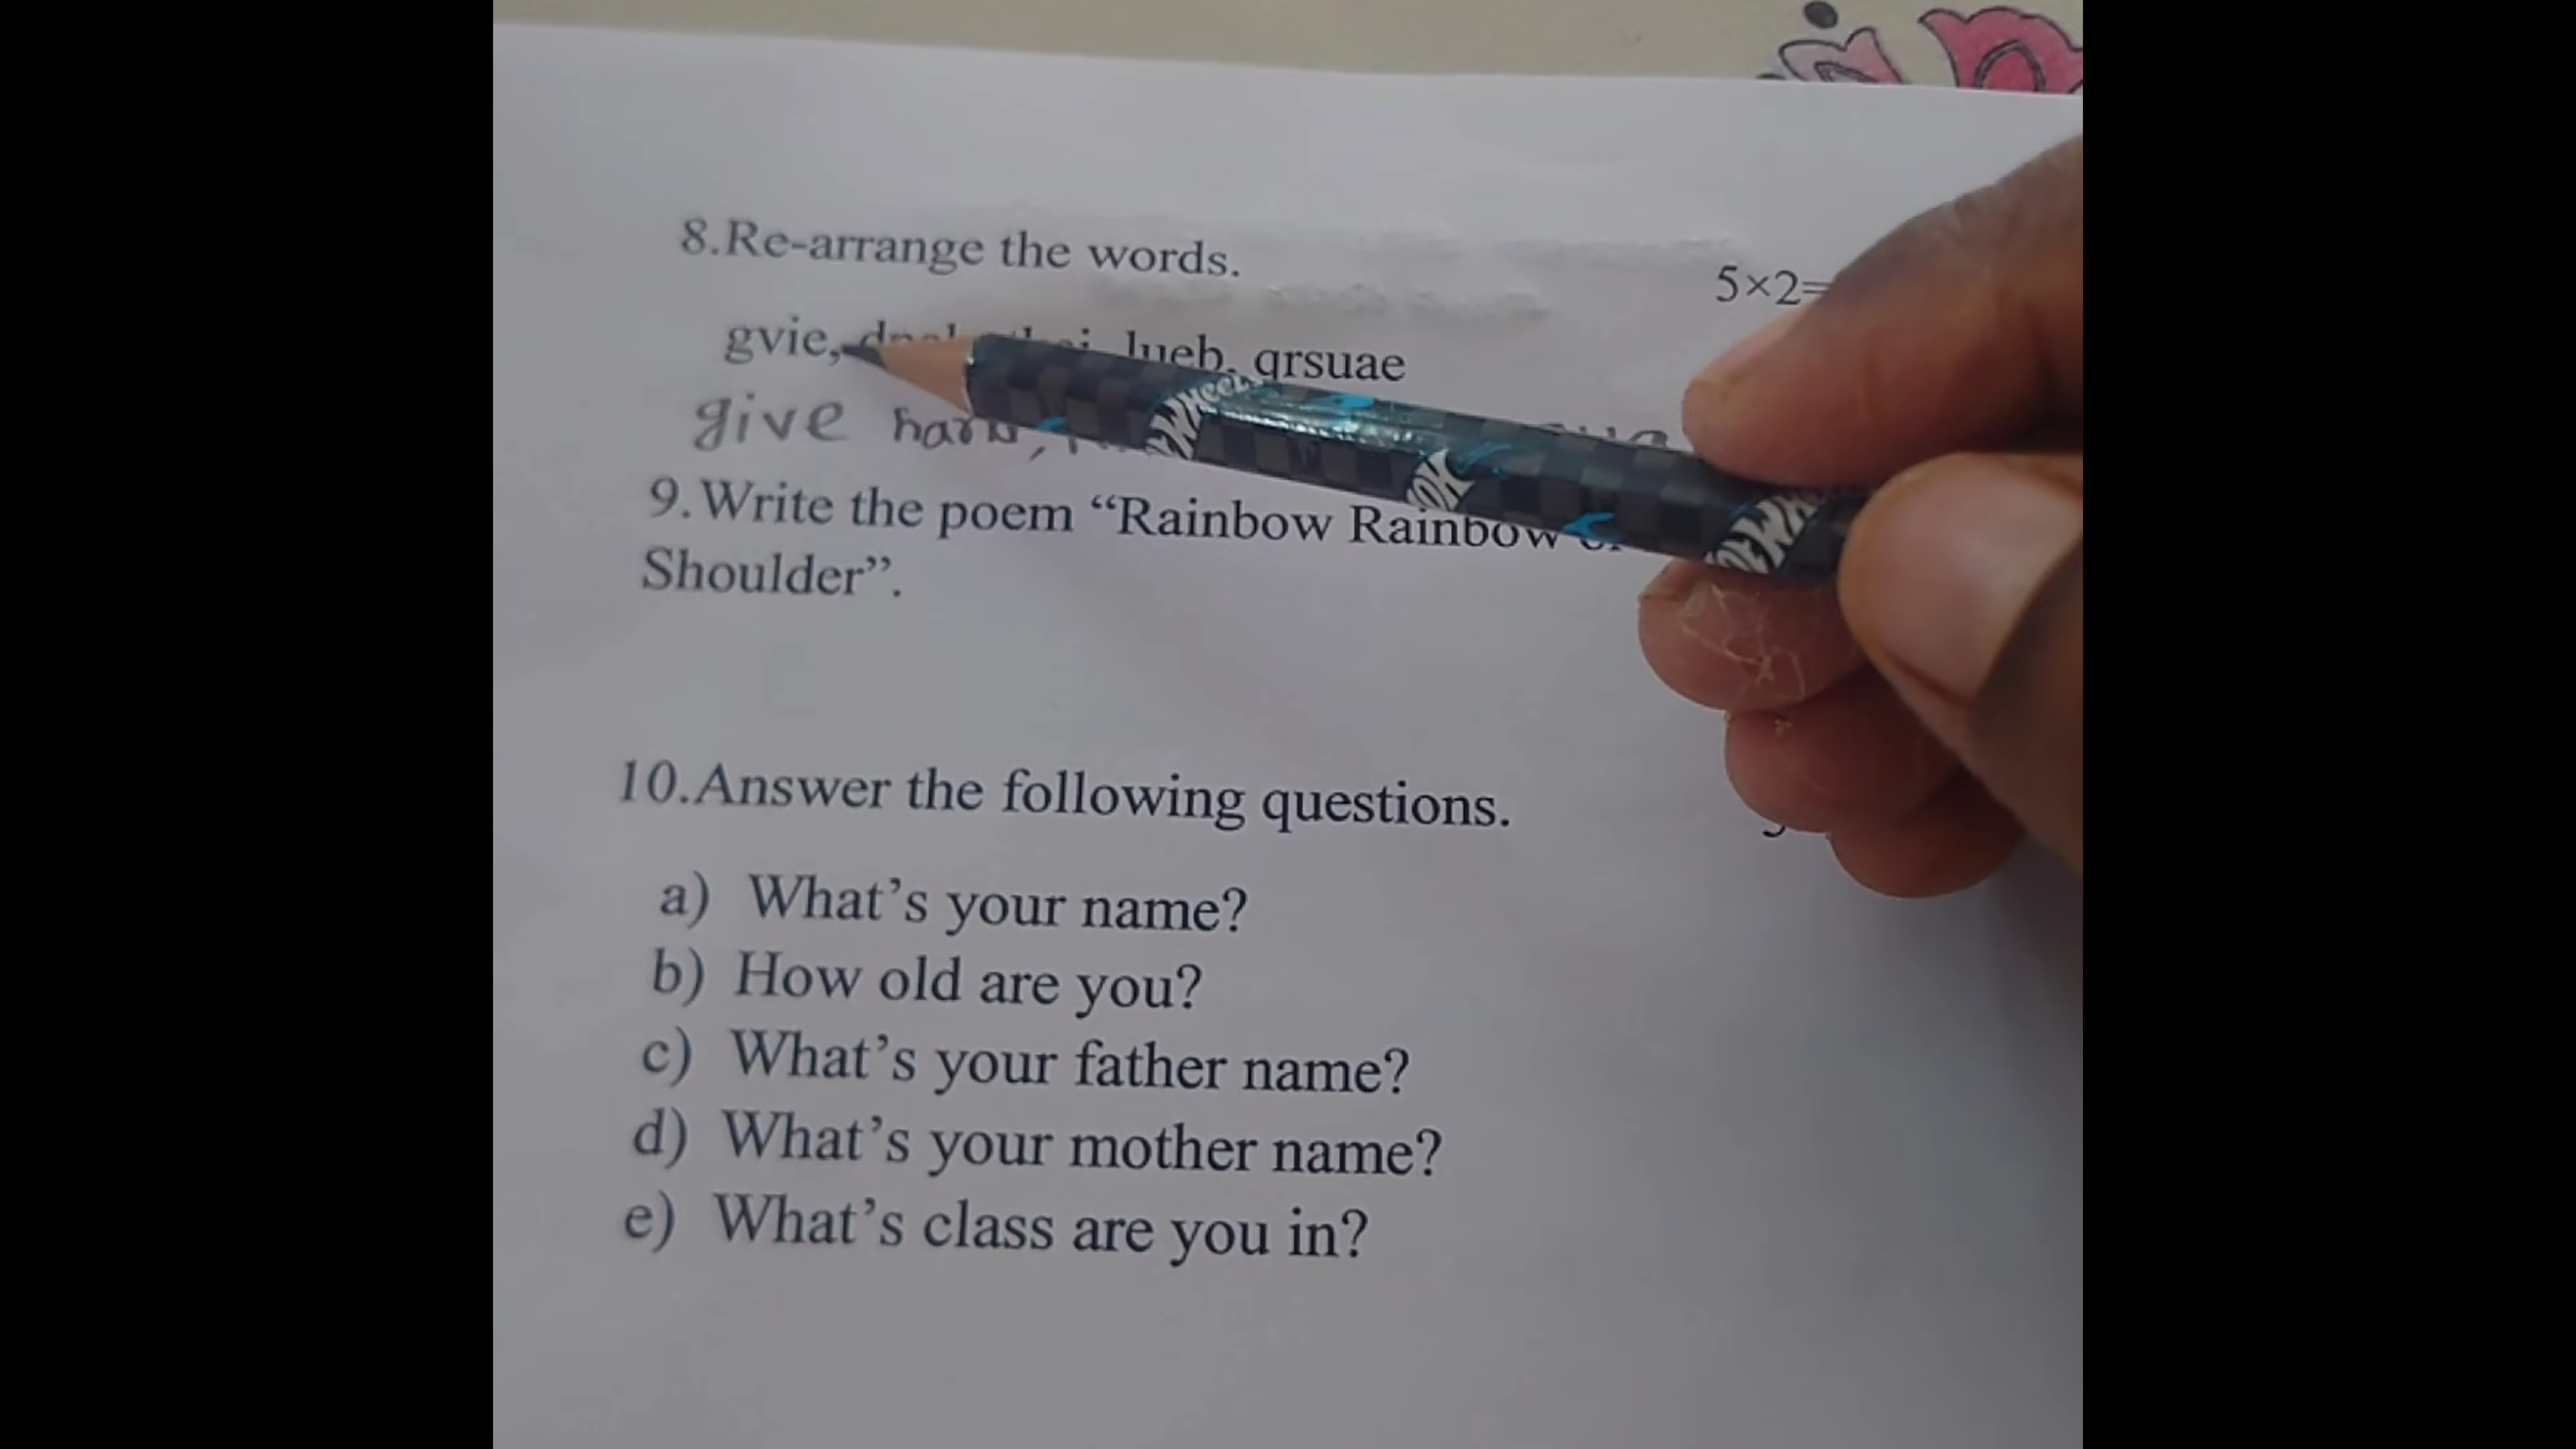 8.Re-arrange the words.
5×2=
gvie, lueb, qrsuae
give
9.Write the poem “Rainbow Rainbow
Shoulder”.
10.Answer the following questions.
a) What’s your name?
b) How old are you?
c) What’s your father name?
d) What’s your mother name?
e) What’s class are you in?